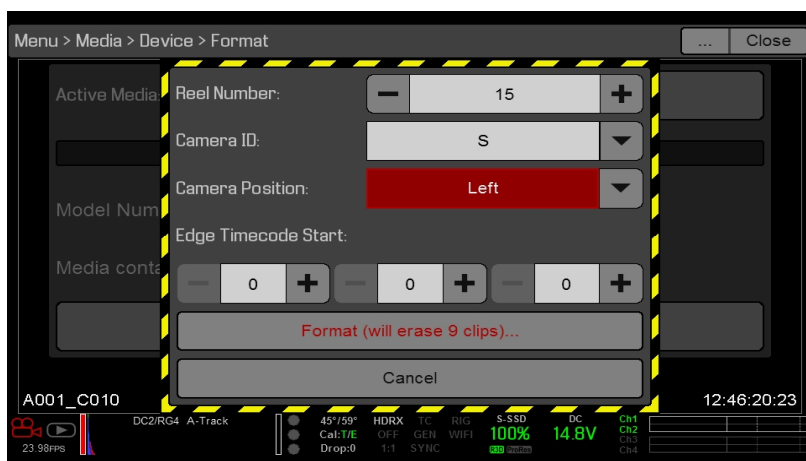 Menu > Media > Device > Format
... Close
Active Media:
Reel Number: 15
Camera ID: S
Camera Position: Left
Model Num
Edge Timecode Start:
Media conta
0 0 0
Format (will erase 9 clips)...
Cancel
A001_C010 12:46:20:23
DC2/RG4 A-Track 45°/59° HDRX TC RIG S-SSD DC Ch1
Cal:T/E OFF GEN WIFI 100% 14.8V Ch2
23.98FPS Drop:0 1:1 SYNC R3D ProRes Ch3
Ch4